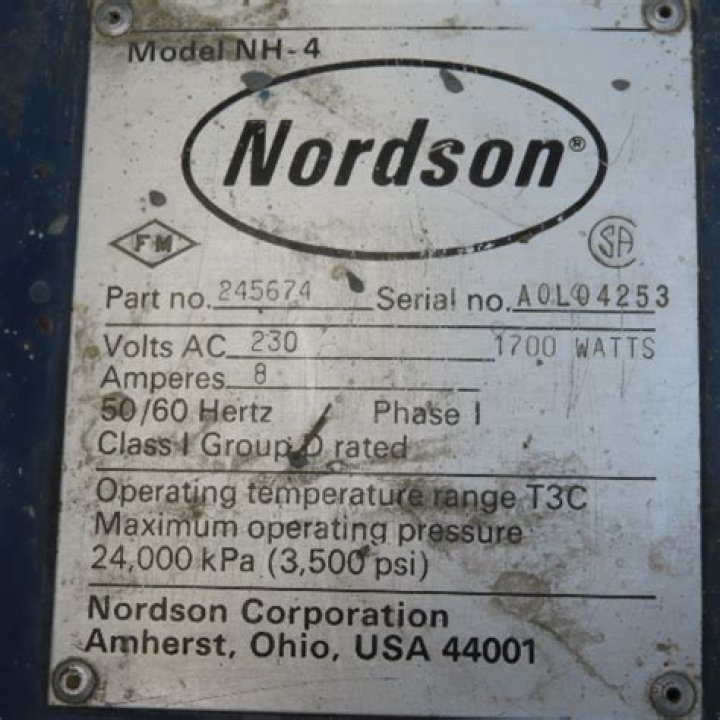 Model NH-4
Nordson®
FM
SA
Part no. 245674 Serial no. A0L04253
Volts AC 230 1700 WATTS
Amperes 8
50/60 Hertz Phase I
Class I Group D rated
Operating temperature range T3C
Maximum operating pressure
24,000 kPa (3,500 psi)
Nordson Corporation
Amherst, Ohio, USA 44001